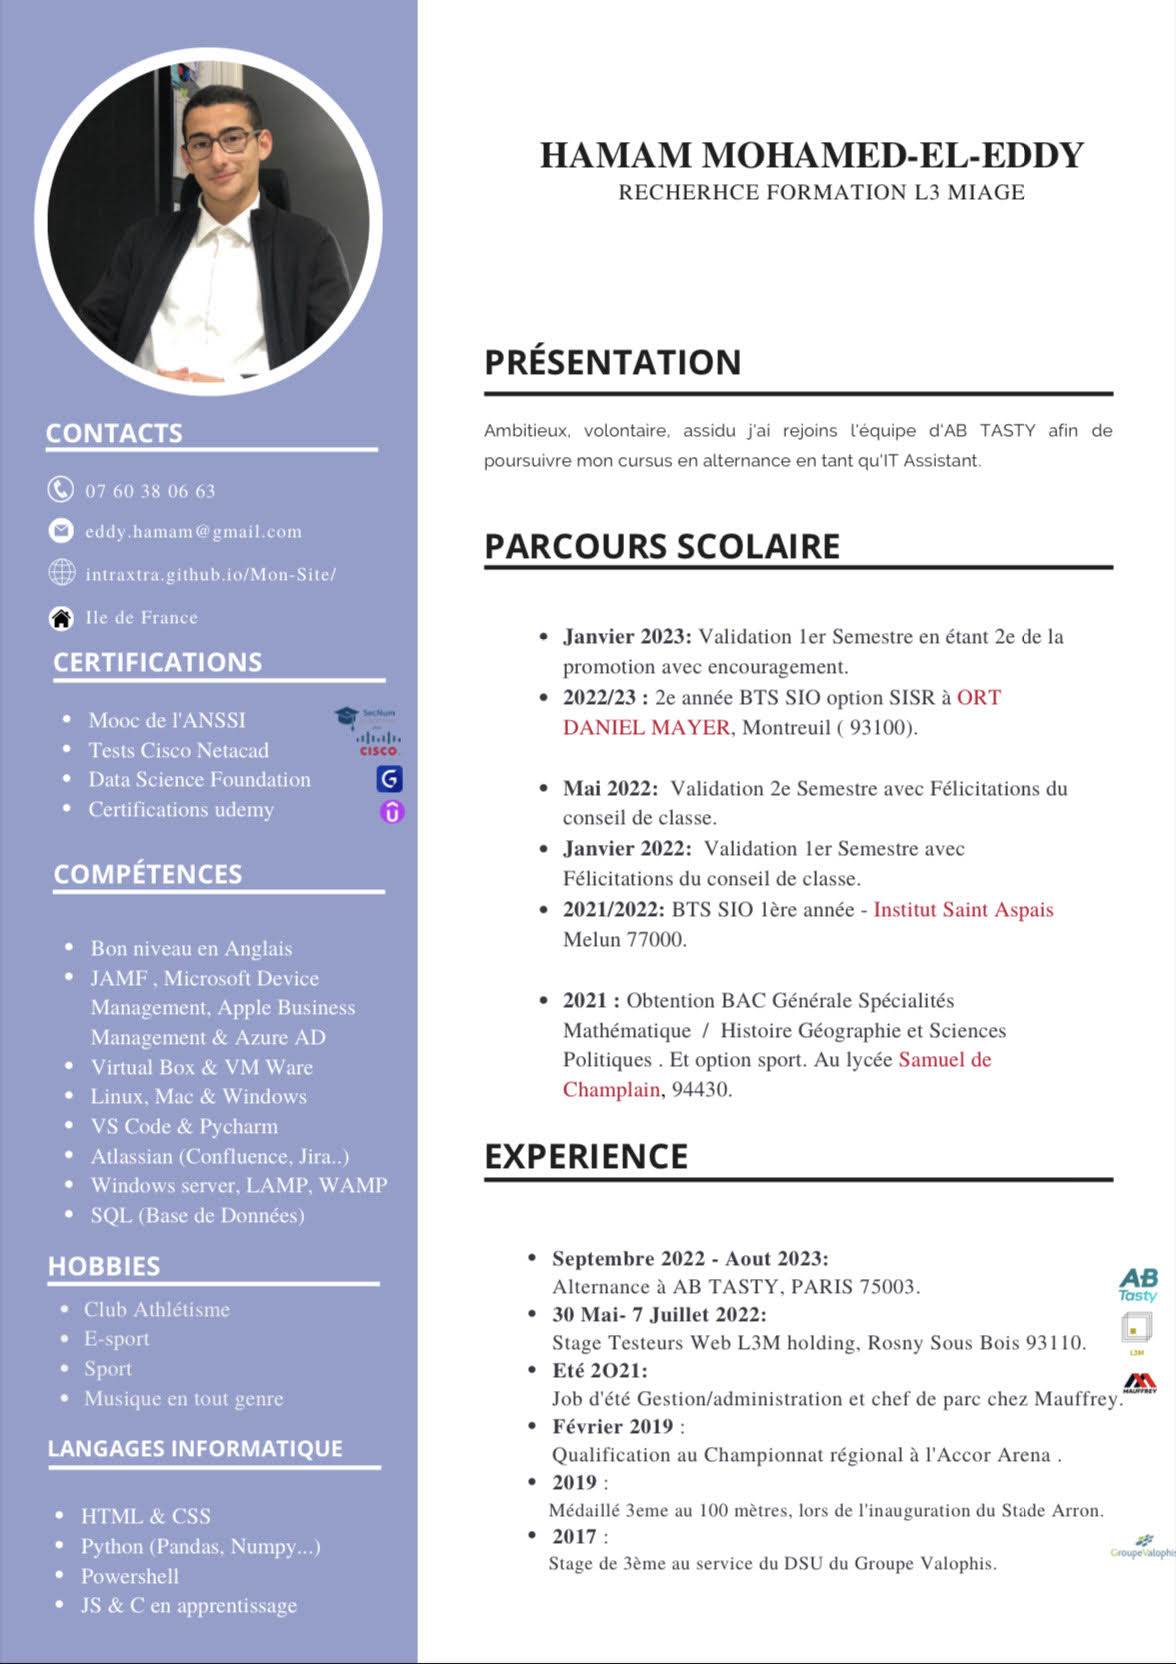 HAMAM MOHAMED-EL-EDDY
RECHERHCE FORMATION L3 MIAGE
CONTACTS
07 60 38 06 63
eddy.hamam@gmail.com
intraxtra.github.io/Mon-Site/
Ile de France
CERTIFICATIONS
Mooc de l'ANSSI
SecNum
Tests Cisco Netacad
CISCO
Data Science Foundation
G
Certifications udemy
COMPÉTENCES
Bon niveau en Anglais
JAMF , Microsoft Device
Management, Apple Business
Management & Azure AD
Virtual Box & VM Ware
Linux, Mac & Windows
VS Code & Pycharm
Atlassian (Confluence, Jira..)
Windows server, LAMP, WAMP
SQL (Base de Données)
HOBBIES
Club Athlétisme
E-sport
Sport
Musique en tout genre
LANGAGES INFORMATIQUE
HTML & CSS
Python (Pandas, Numpy...)
Powershell
JS & C en apprentissage
PRÉSENTATION
Ambitieux, volontaire, assidu j'ai rejoins l'équipe d'AB TASTY afin de
poursuivre mon cursus en alternance en tant qu'IT Assistant.
PARCOURS SCOLAIRE
Janvier 2023: Validation 1er Semestre en étant 2e de la
promotion avec encouragement.
2022/23 : 2e année BTS SIO option SISR à ORT
DANIEL MAYER, Montreuil ( 93100).
Mai 2022: Validation 2e Semestre avec Félicitations du
conseil de classe.
Janvier 2022: Validation 1er Semestre avec
Félicitations du conseil de classe.
2021/2022: BTS SIO 1ère année - Institut Saint Aspais
Melun 77000.
2021 : Obtention BAC Générale Spécialités
Mathématique / Histoire Géographie et Sciences
Politiques . Et option sport. Au lycée Samuel de
Champlain, 94430.
EXPERIENCE
Septembre 2022 - Aout 2023:
Alternance à AB TASTY, PARIS 75003.
AB
Tasty
30 Mai- 7 Juillet 2022:
Stage Testeurs Web L3M holding, Rosny Sous Bois 93110.
L3M
Eté 2O21:
Job d'été Gestion/administration et chef de parc chez Mauffrey.
MAUFFREY
Février 2019 :
Qualification au Championnat régional à l'Accor Arena .
2019 :
Médaillé 3eme au 100 mètres, lors de l'inauguration du Stade Arron.
2017 :
Stage de 3ème au service du DSU du Groupe Valophis.
GroupeValophis